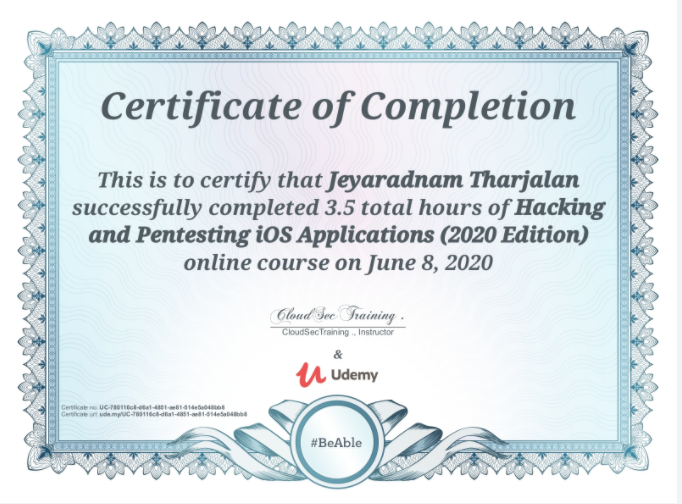 Certificate of Completion
This is to certify that Jeyaradnam Tharjalan
successfully completed 3.5 total hours of Hacking
and Pentesting iOS Applications (2020 Edition)
online course on June 8, 2020
CloudSec Training .
CloudSecTraining ., Instructor
&
Udemy
Certificate no: UC-780116c8-d6a1-4851-ae81-514e5a048bb8
Certificate url: ude.my/UC-780116c8-d6a1-4851-ae81-514e5a048bb8
#BeAble